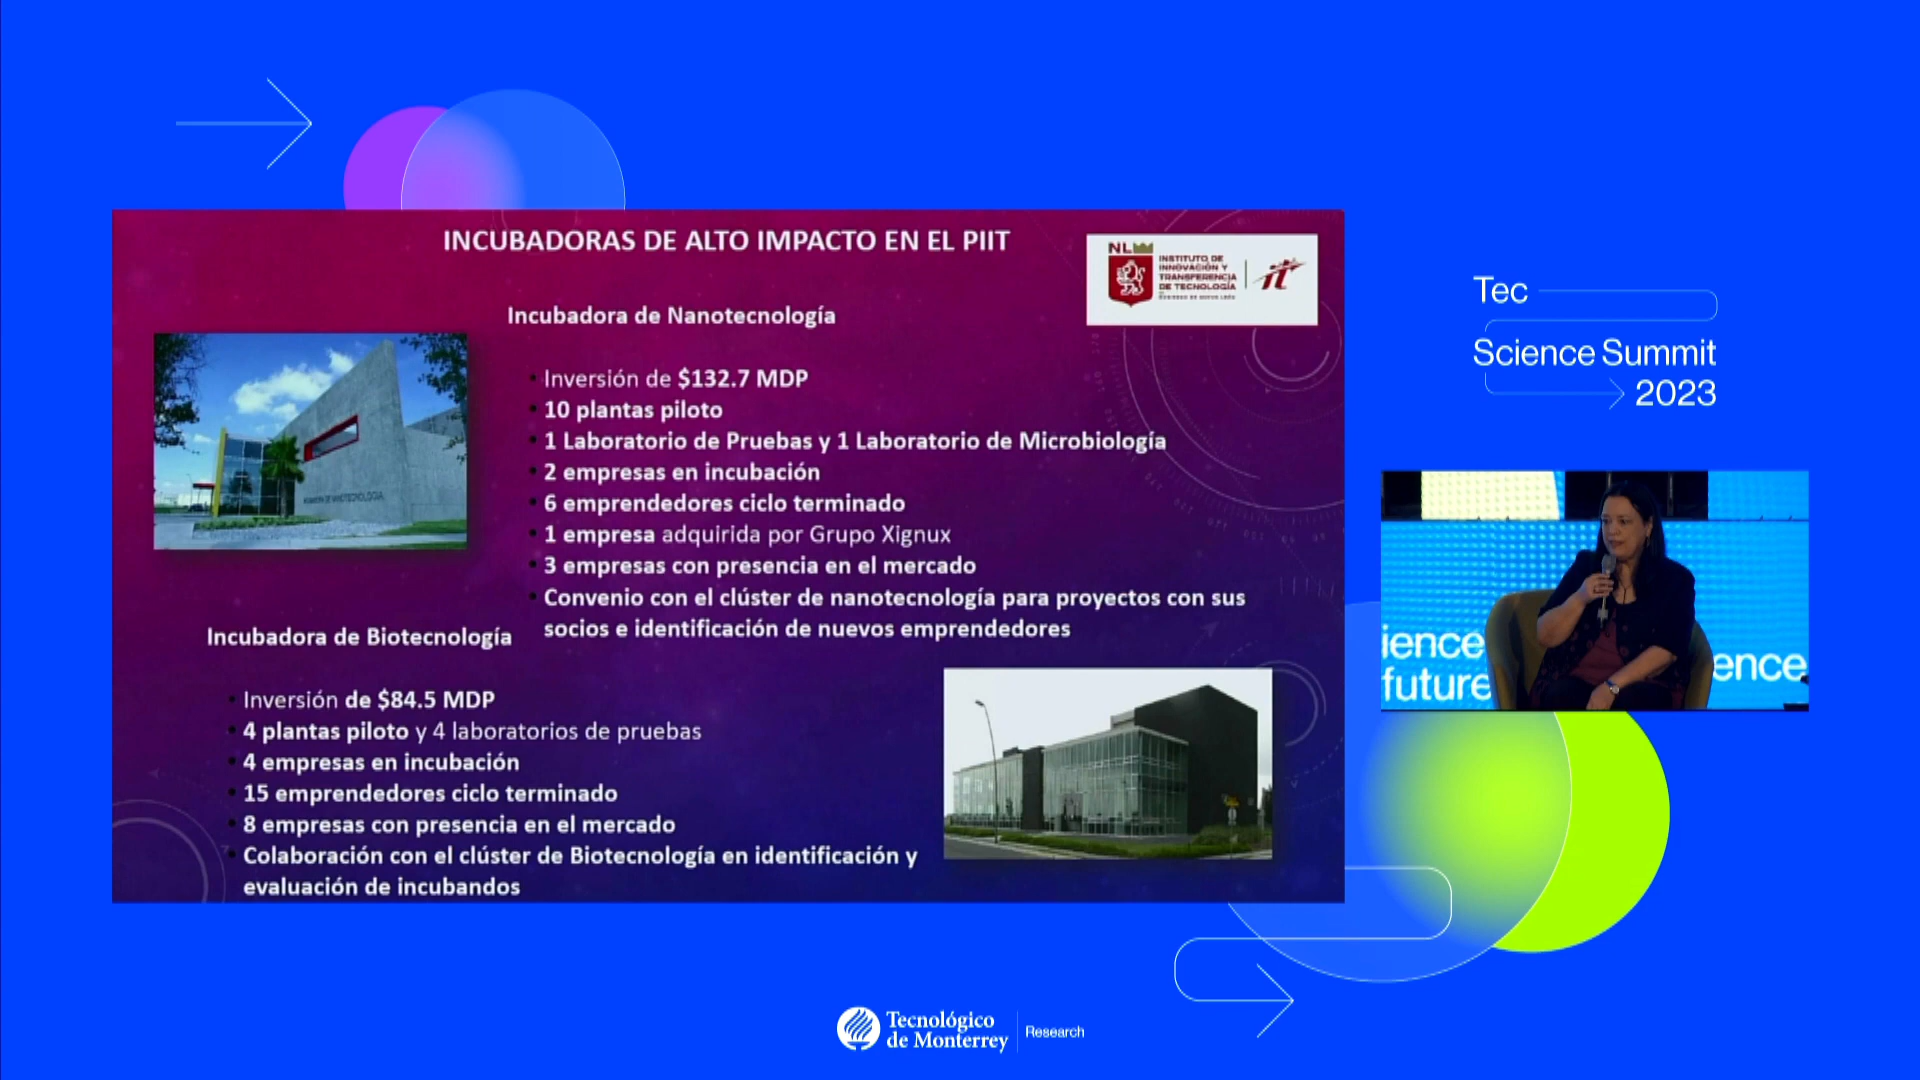 INCUBADORAS DE ALTO IMPACTO EN EL PIIT
NL
INSTITUTO DE
INNOVACIÓN Y
TRANSFERENCIA
DE TECNOLOGÍA
it
Incubadora de Nanotecnología
Inversión de $132.7 MDP
10 plantas piloto
1 Laboratorio de Pruebas y 1 Laboratorio de Microbiología
2 empresas en incubación
6 emprendedores ciclo terminado
1 empresa adquirida por Grupo Xignux
3 empresas con presencia en el mercado
Convenio con el clúster de nanotecnología para proyectos con sus
socios e identificación de nuevos emprendedores
Incubadora de Biotecnología
Inversión de $84.5 MDP
4 plantas piloto y 4 laboratorios de pruebas
4 empresas en incubación
15 emprendedores ciclo terminado
8 empresas con presencia en el mercado
Colaboración con el clúster de Biotecnología en identificación y
evaluación de incubandos
Tec
Science Summit
2023
ience
future
ence
Tecnológico
de Monterrey
Research